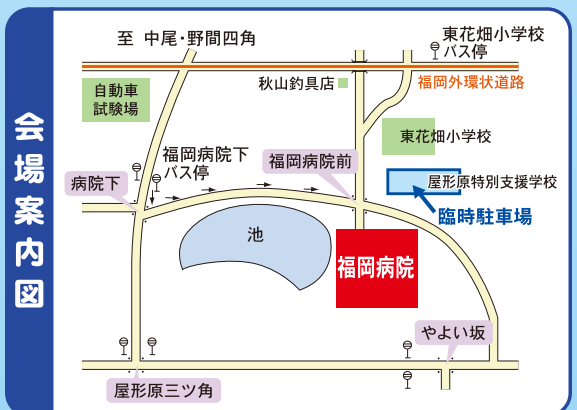 会場案内図
至 中尾・野間四角
東花畑小学校
バス停
自動車
試験場
秋山釣具店
福岡外環状道路
東花畑小学校
福岡病院下
バス停
福岡病院前
病院下
屋形原特別支援学校
臨時駐車場
池
福岡病院
やよい坂
屋形原三ツ角